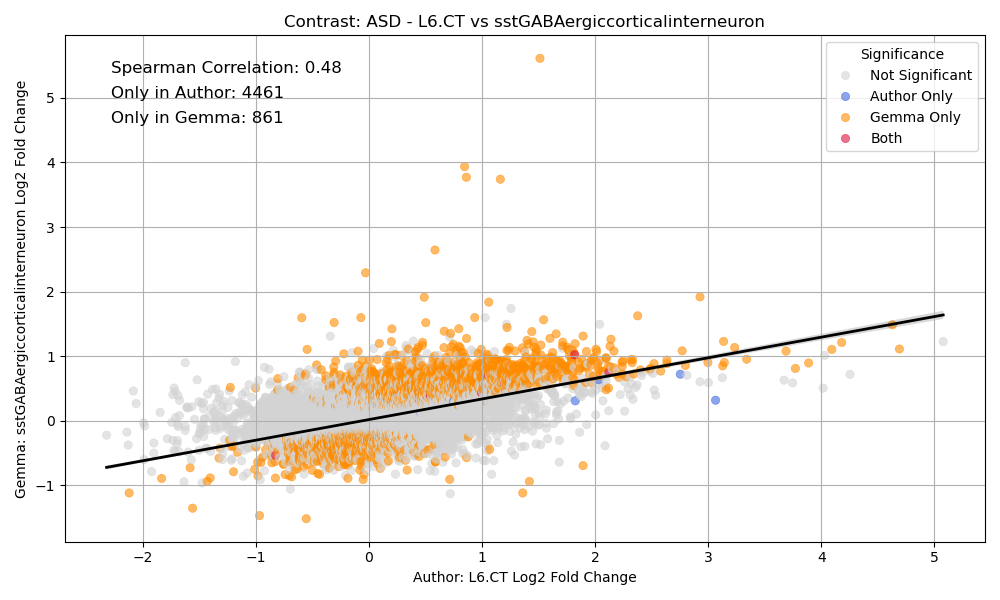 Contrast: ASD - L6.CT vs sstGABAergiccorticalinterneuron
Spearman Correlation: 0.48
Only in Author: 4461
Only in Gemma: 861
Significance
Not Significant
Author Only
Gemma Only
Both
Gemma: sstGABAergiccorticalinterneuron Log2 Fold Change
5
4
3
2
1
0
−1
−2
−1
0
1
2
3
4
5
Author: L6.CT Log2 Fold Change